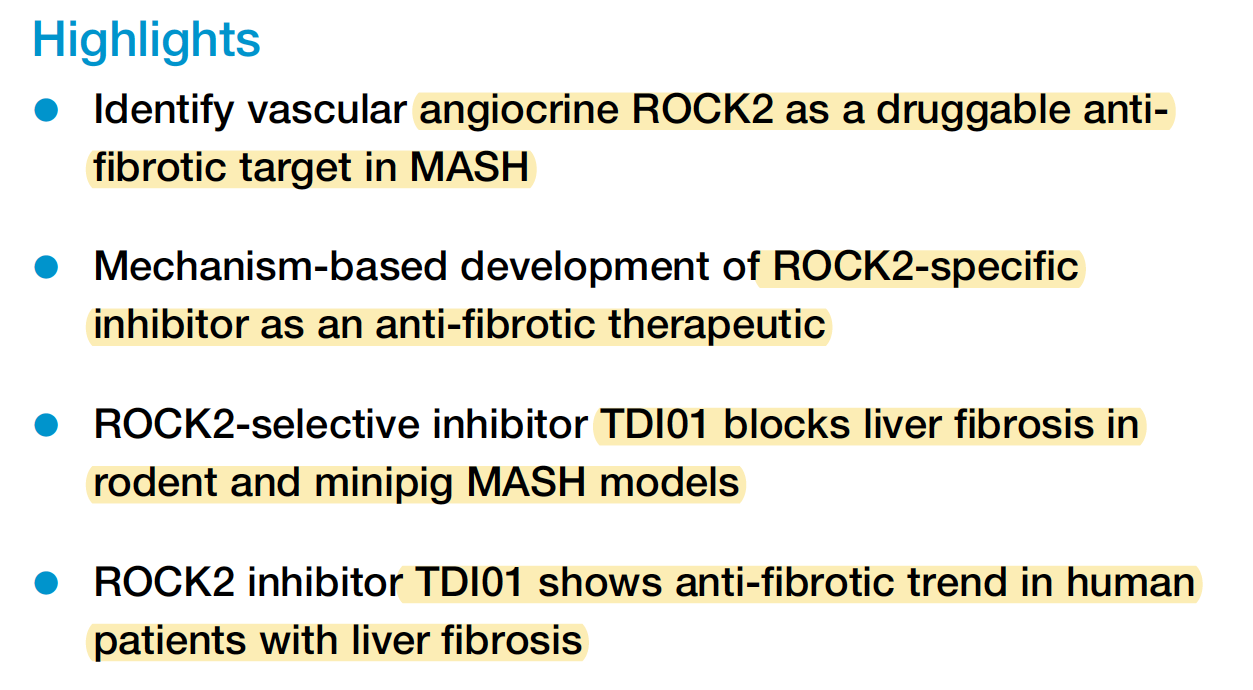 Highlights
● Identify vascular angiocrine ROCK2 as a druggable anti-
fibrotic target in MASH
● Mechanism-based development of ROCK2-specific
inhibitor as an anti-fibrotic therapeutic
● ROCK2-selective inhibitor TDI01 blocks liver fibrosis in
rodent and minipig MASH models
● ROCK2 inhibitor TDI01 shows anti-fibrotic trend in human
patients with liver fibrosis